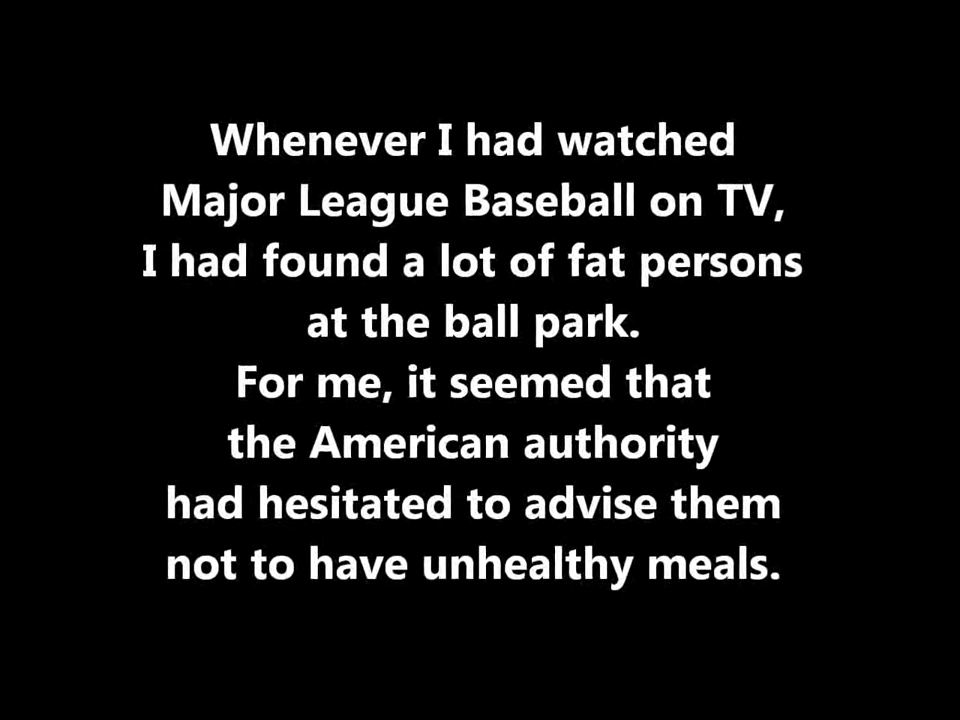 Whenever I had watched
Major League Baseball on TV,
I had found a lot of fat persons
at the ball park.
For me, it seemed that
the American authority
had hesitated to advise them
not to have unhealthy meals.